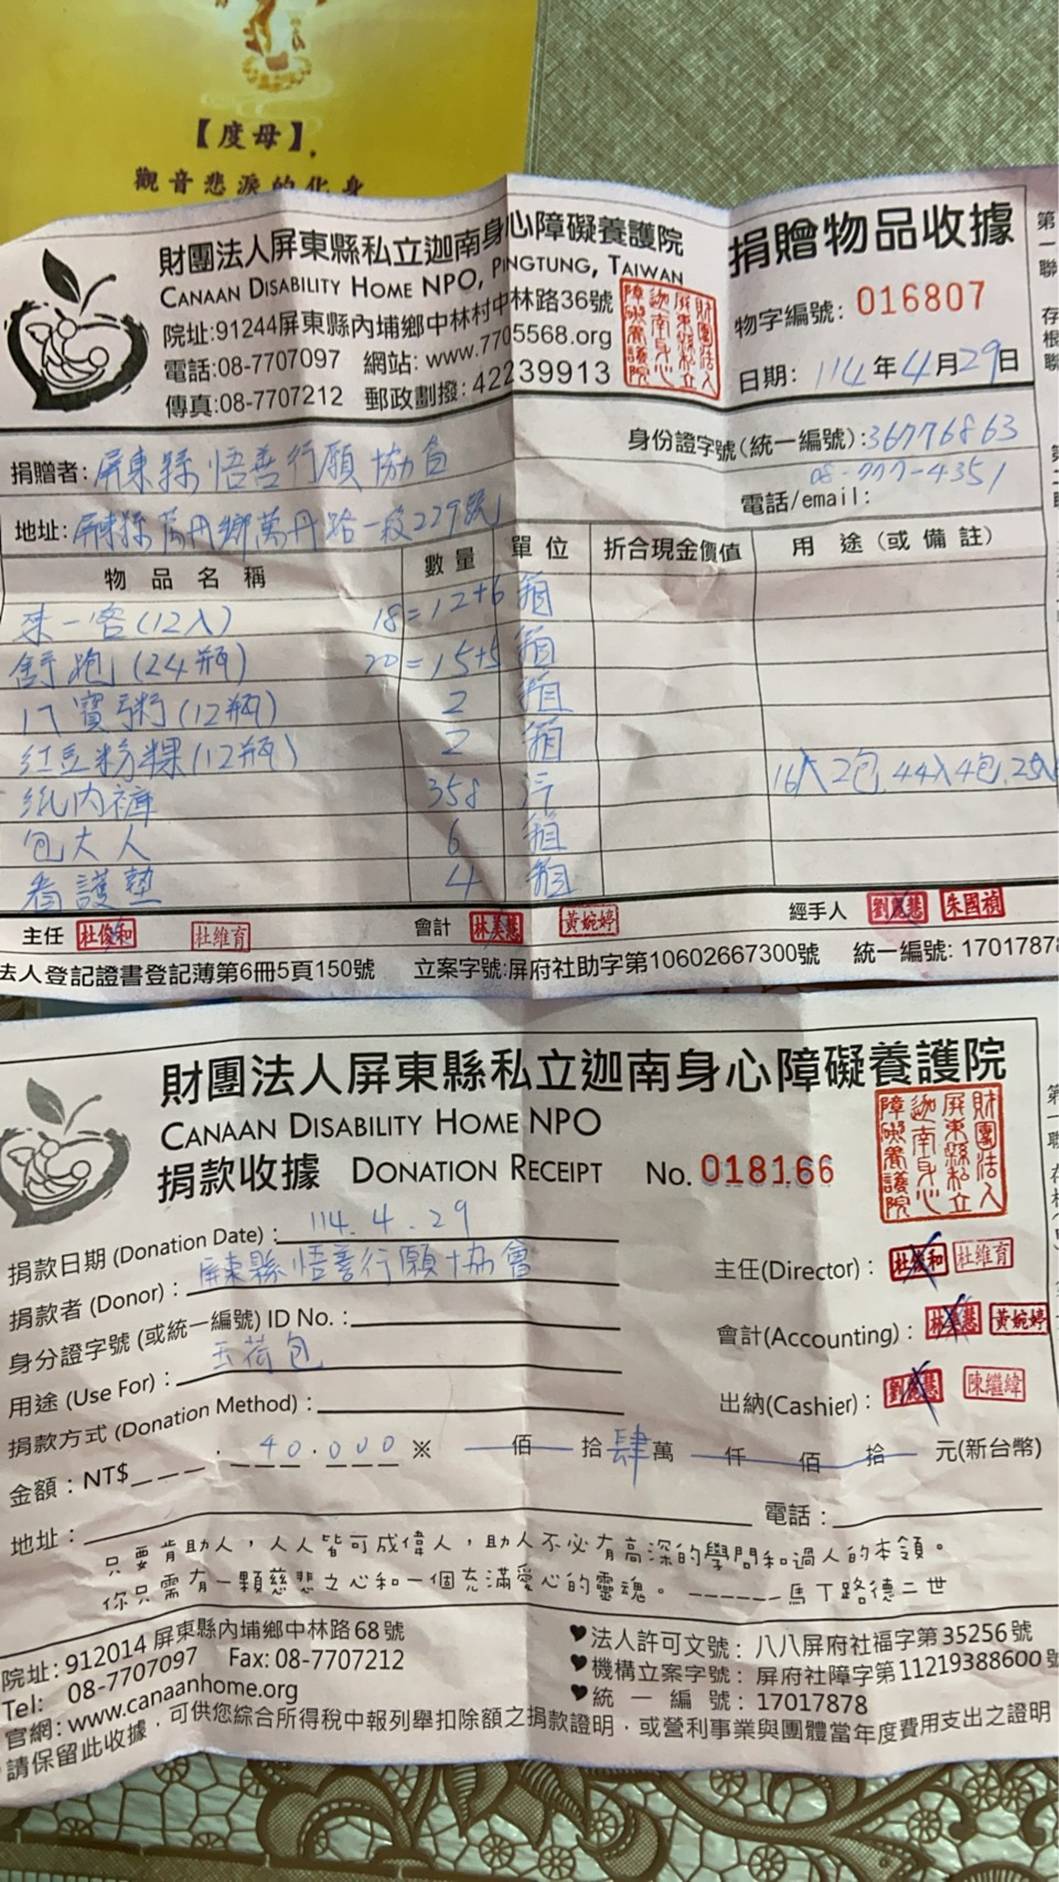 【度母】
觀音悲淚的化身
財團法人屏東縣私立迦南身心障礙養護院
CANAAN DISABILITY HOME NPO, PINGTUNG, TAIWAN
院址:91244屏東縣內埔鄉中林村中林路36號
電話:08-7707097 網站: www.7705568.org
傳真:08-7707212 郵政劃撥: 42239913
財團法人屏東縣私立迦南身心障礙養護院
捐贈物品收據
物字編號: 016807
日期: 114年4月29日
第一聯 存根聯
身份證字號(統一編號):36776863
捐贈者:屏東縣悟善行願協會
08-777-4351
電話/email:
地址:屏東縣萬丹鄉萬丹路一段229號
物品名稱 數量 單位 折合現金價值 用途(或備註)
來一客(12入) 18=12+6 箱
舒跑(24瓶) 20=15+5 箱
八寶粥(12瓶) 2 箱
紅豆粉粿(12瓶) 2 箱
紙內褲 358 片 16入2包,44入4包,25入
包大人 6 箱
看護墊 4 箱
主任 杜俊和 杜維育 會計 林美慧 黃婉婷 經手人 朱國禎
法人登記證書登記薄第6冊5頁150號 立案字號:屏府社助字第10602667300號 統一編號: 1701787
財團法人屏東縣私立迦南身心障礙養護院
CANAAN DISABILITY HOME NPO
捐款收據 DONATION RECEIPT No. 018166
財團法人屏東縣私立迦南身心障礙養護院
捐款日期 (Donation Date): 114.4.29
捐款者 (Donor): 屏東縣悟善行願協會
身分證字號 (或統一編號) ID No.:
用途 (Use For): 玉荷包
捐款方式 (Donation Method):
主任(Director): 杜俊和 杜維育
會計(Accounting): 林美慧 黃婉婷
出納(Cashier): 陳繼緯
金額:NT$ 40,000 ※ 佰 拾 肆 萬 仟 佰 拾 元(新台幣)
地址: 電話:
只要肯助人,人人皆可成偉人,助人不必有高深的學問和過人的本領。
你只需有一顆慈悲之心和一個充滿愛心的靈魂。------馬丁路德二世
院址:912014 屏東縣內埔鄉中林路68號
Tel: 08-7707097 Fax: 08-7707212
官網:www.canaanhome.org
法人許可文號:八八屏府社福字第35256號
機構立案字號:屏府社障字第11219388600號
統一編號:17017878
請保留此收據,可供您綜合所得稅中報列舉扣除額之捐款證明,或營利事業與團體當年度費用支出之證明